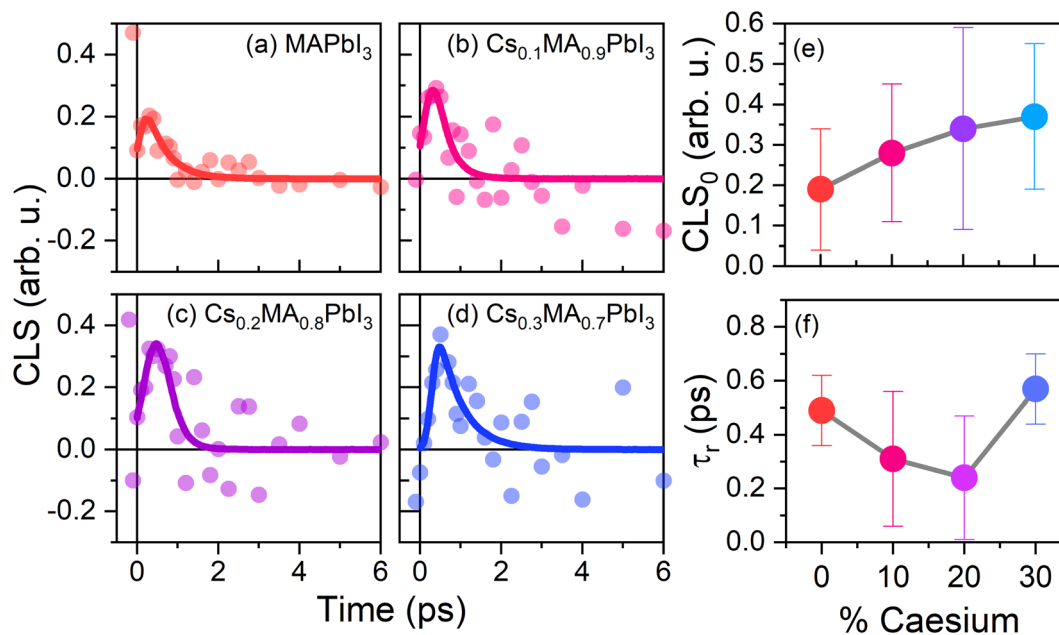 (a) MAPbI₃
(b) Cs₀.₁MA₀.₉PbI₃
(c) Cs₀.₂MA₀.₈PbI₃
(d) Cs₀.₃MA₀.₇PbI₃
CLS (arb. u.)
0.4
0.2
0.0
-0.2
0.4
0.2
0.0
-0.2
0 2 4 6
0 2 4 6
Time (ps)
(e)
CLS₀ (arb. u.)
0.6
0.5
0.4
0.3
0.2
0.1
0.0
(f)
τᵣ (ps)
0.8
0.6
0.4
0.2
0.0
0 10 20 30
% Caesium